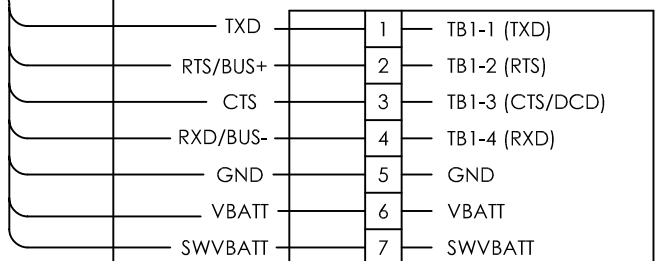 TXD 1 TB1-1 (TXD)
RTS/BUS+ 2 TB1-2 (RTS)
CTS 3 TB1-3 (CTS/DCD)
RXD/BUS- 4 TB1-4 (RXD)
GND 5 GND
VBATT 6 VBATT
SWVBATT 7 SWVBATT